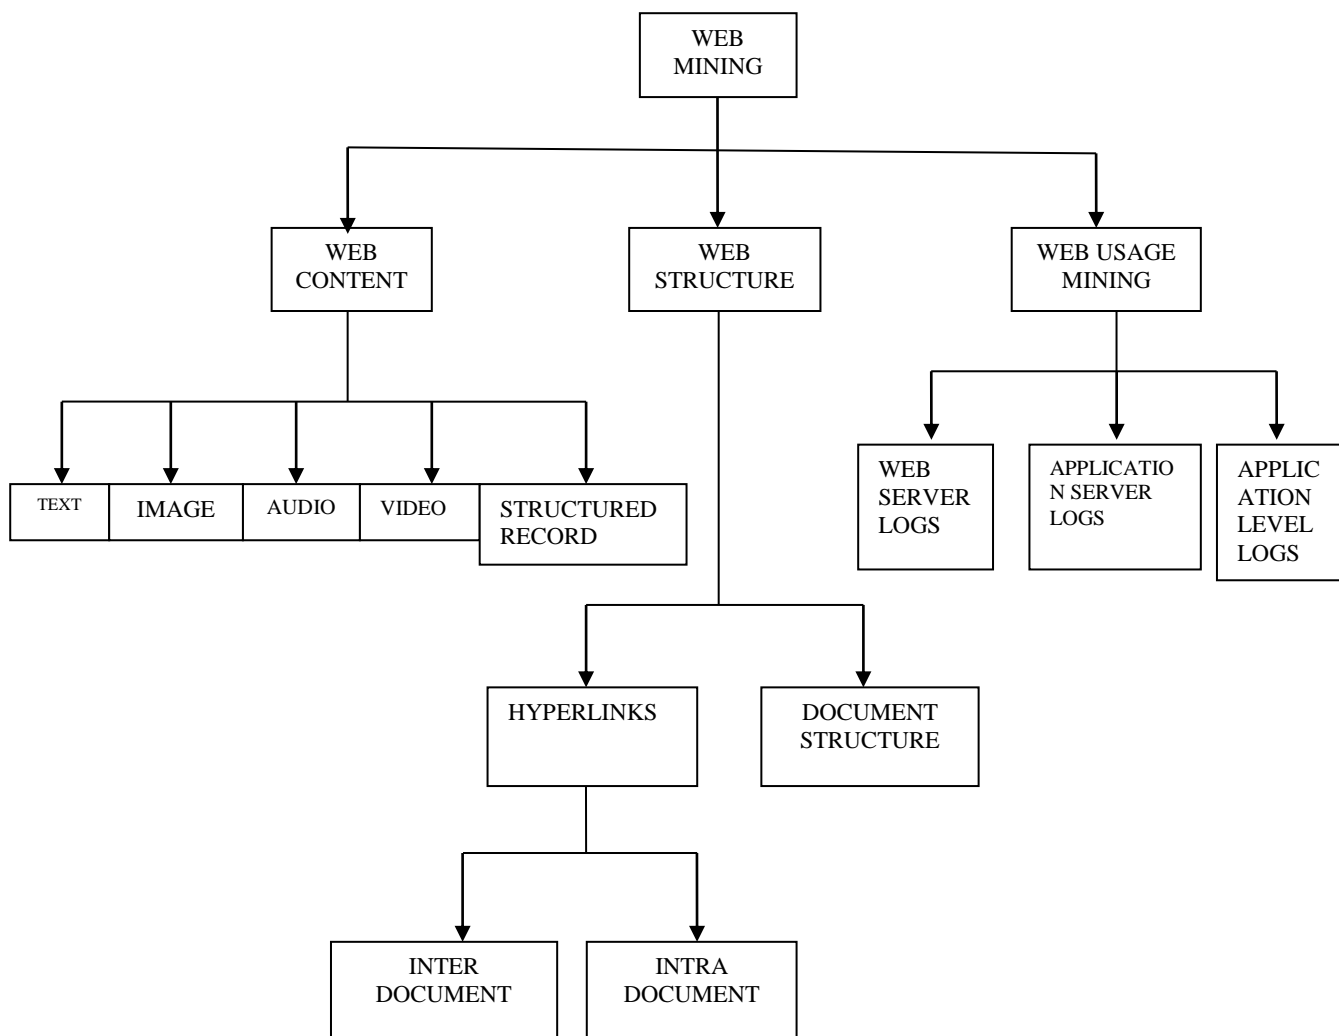 WEB
MINING
WEB
CONTENT
WEB
STRUCTURE
WEB USAGE
MINING
TEXT
IMAGE
AUDIO
VIDEO
STRUCTURED
RECORD
WEB
SERVER
LOGS
APPLICATIO
N SERVER
LOGS
APPLIC
ATION
LEVEL
LOGS
HYPERLINKS
DOCUMENT
STRUCTURE
INTER
DOCUMENT
INTRA
DOCUMENT